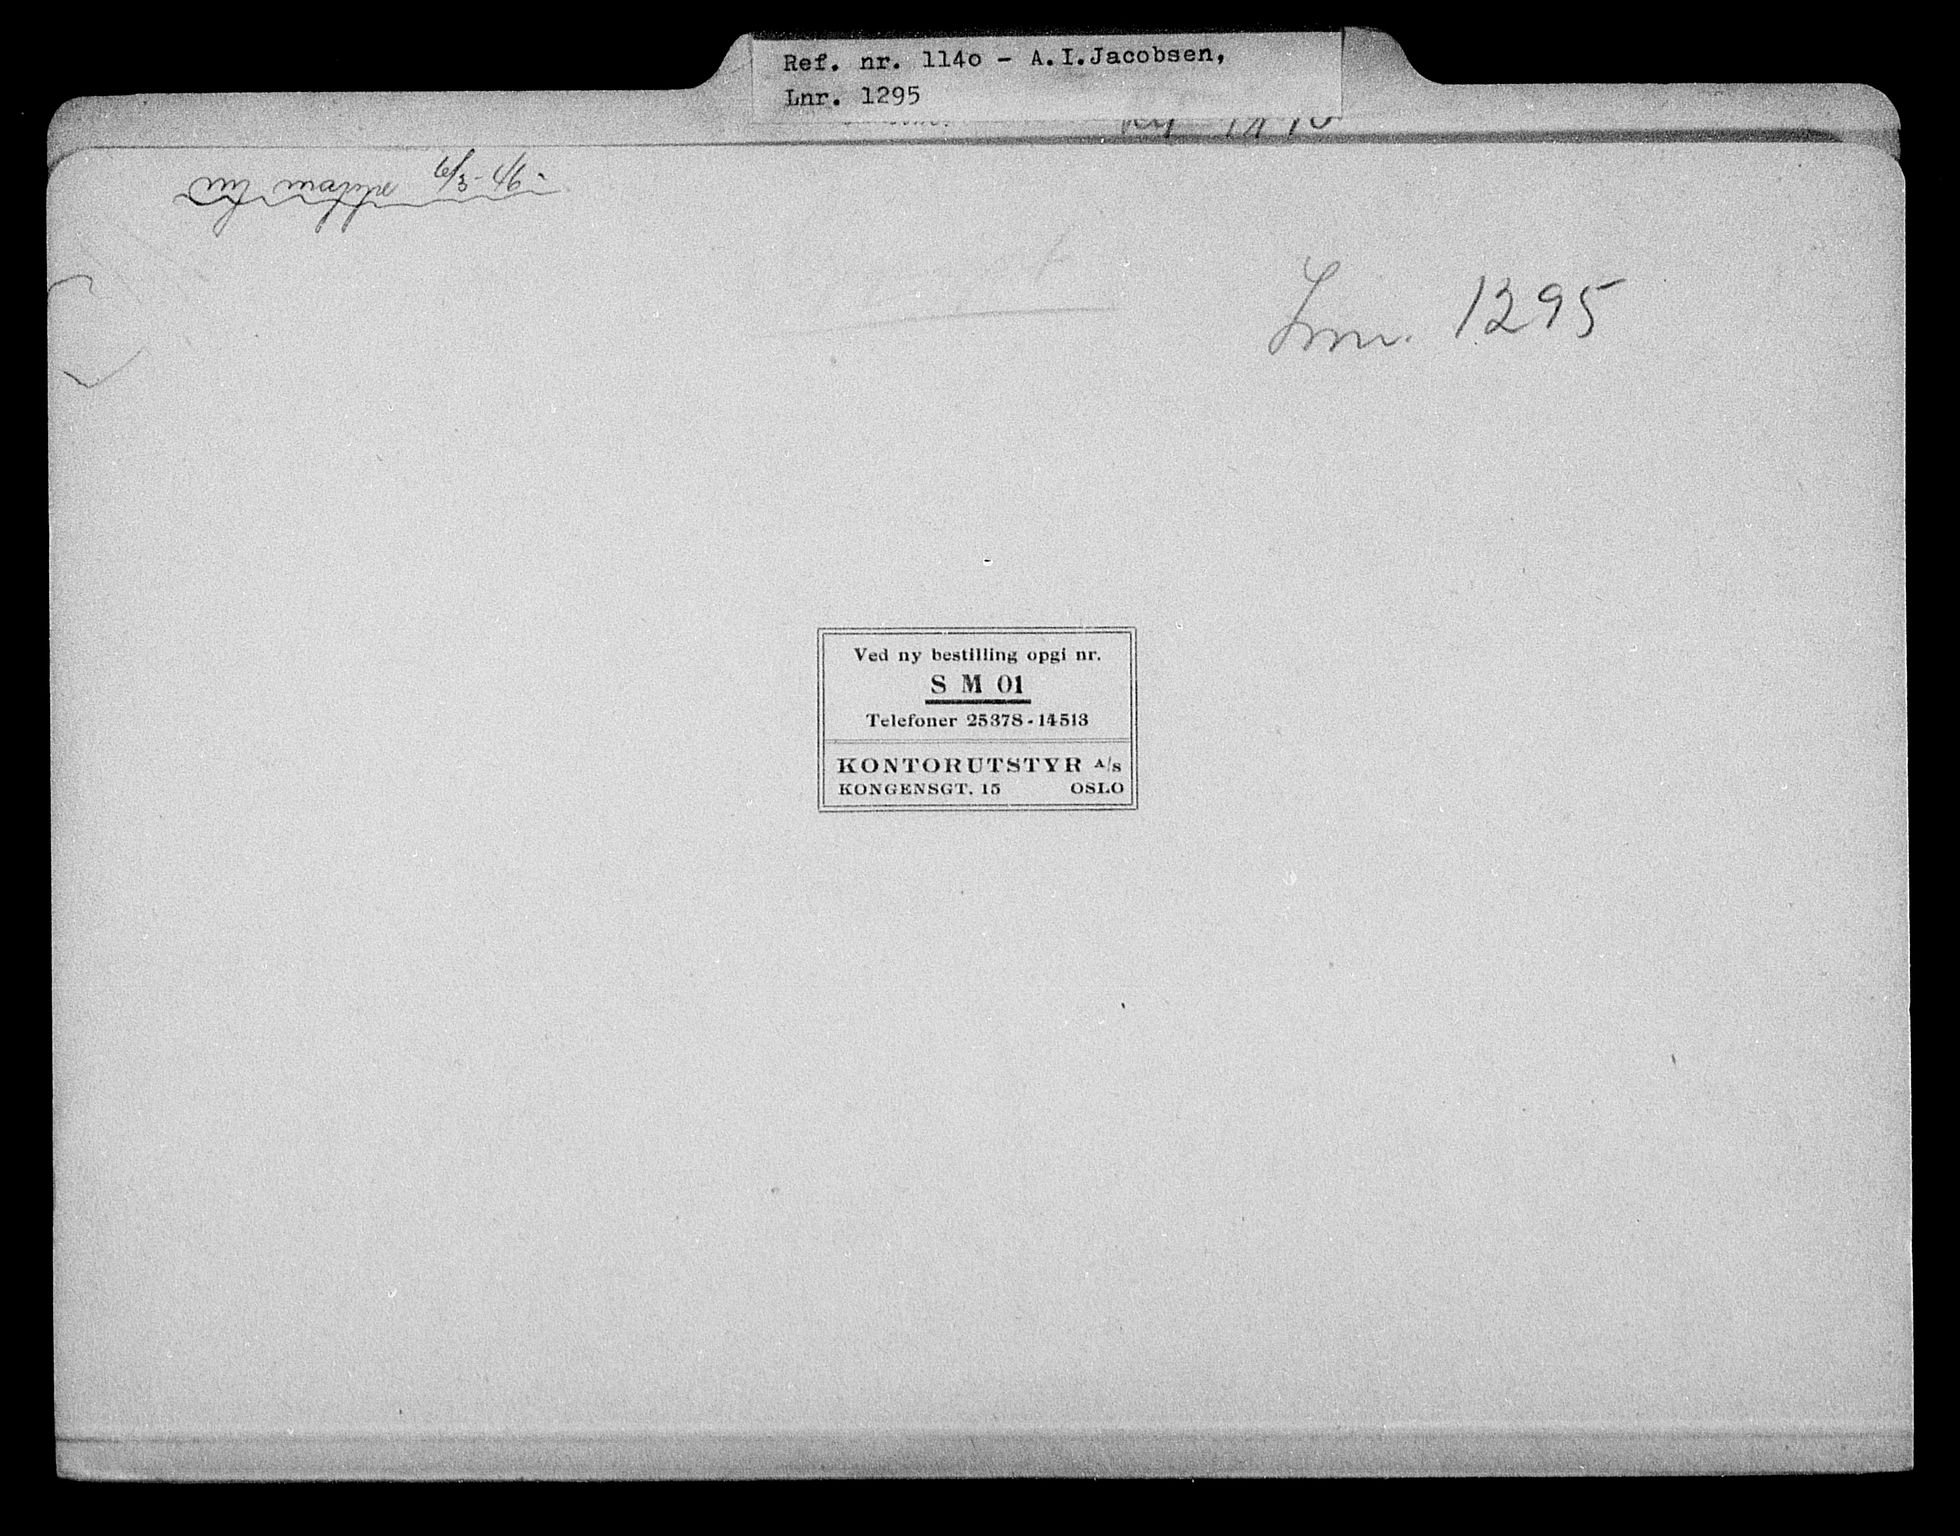 Ref. nr. 114o - A.I.Jacobsen,
Lnr. 1295
ny mappe 6/3-46-
Lnr. 1295
Ved ny bestilling opgi nr.
S M 01
Telefoner 25378-14513
KONTORUTSTYR A/S
KONGENSGT. 15 OSLO